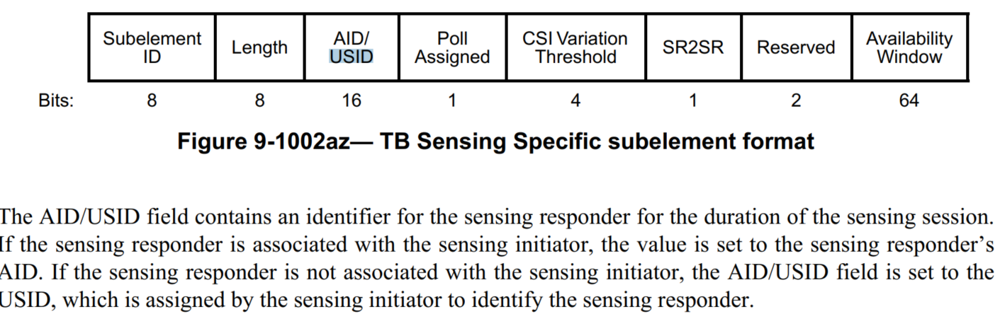 Subelement ID
Length
AID/ USID
Poll Assigned
CSI Variation Threshold
SR2SR
Reserved
Availability Window
Bits: 8 8 16 1 4 1 2 64
Figure 9-1002az— TB Sensing Specific subelement format
The AID/USID field contains an identifier for the sensing responder for the duration of the sensing session.
If the sensing responder is associated with the sensing initiator, the value is set to the sensing responder’s
AID. If the sensing responder is not associated with the sensing initiator, the AID/USID field is set to the
USID, which is assigned by the sensing initiator to identify the sensing responder.